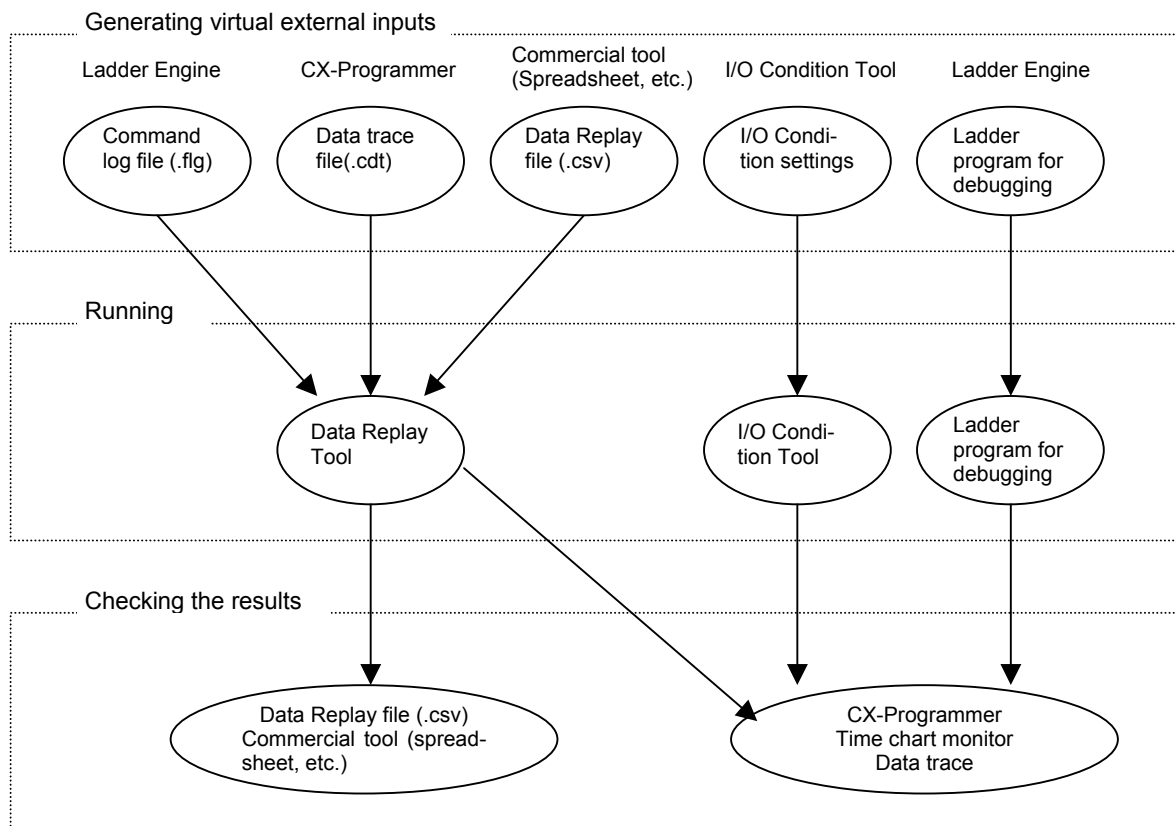 Generating virtual external inputs
Ladder Engine
CX-Programmer
Commercial tool
(Spreadsheet, etc.)
I/O Condition Tool
Ladder Engine
Command
log file (.flg)
Data trace
file(.cdt)
Data Replay
file (.csv)
I/O Condi-
tion settings
Ladder
program for
debugging
Running
Data Replay
Tool
I/O Condi-
tion Tool
Ladder
program for
debugging
Checking the results
Data Replay file (.csv)
Commercial tool (spread-
sheet, etc.)
CX-Programmer
Time chart monitor
Data trace